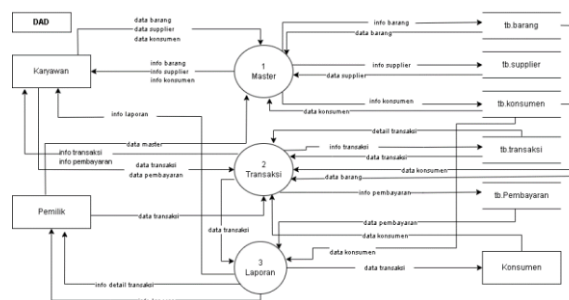 DAD
data barang
data supplier
data konsumen
info barang
data barang
tb.barang
Karyawan
info barang
info supplier
info konsumen
1
Master
info supplier
data supplier
tb.supplier
info konsumen
data konsumen
tb.konsumen
info laporan
detail transaksi
data master
info transaksi
info pembayaran
info transaksi
data transaksi
tb.transaksi
data transaksi
data pembayaran
2
Transaksi
data konsumen
data barang
info pembayaran
tb.Pembayaran
Pemilik
data transaksi
data transaksi
data pembayaran
data konsumen
data konsumen
3
Laporan
data transaksi
Konsumen
info detail transaksi